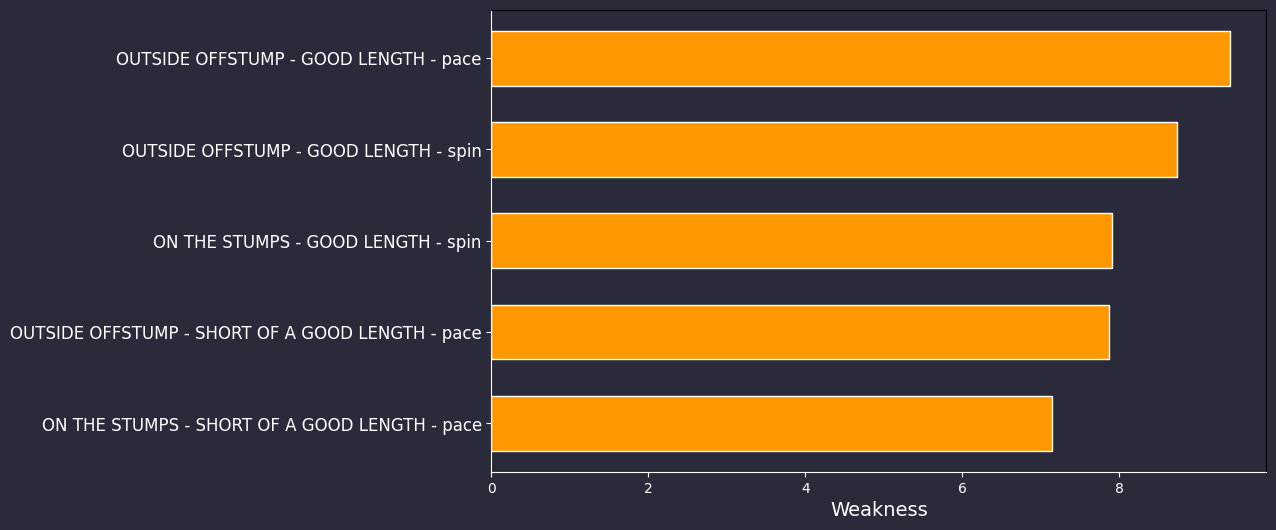 OUTSIDE OFFSTUMP - GOOD LENGTH - pace
OUTSIDE OFFSTUMP - GOOD LENGTH - spin
ON THE STUMPS - GOOD LENGTH - spin
OUTSIDE OFFSTUMP - SHORT OF A GOOD LENGTH - pace
ON THE STUMPS - SHORT OF A GOOD LENGTH - pace
0 2 4 6 8
Weakness